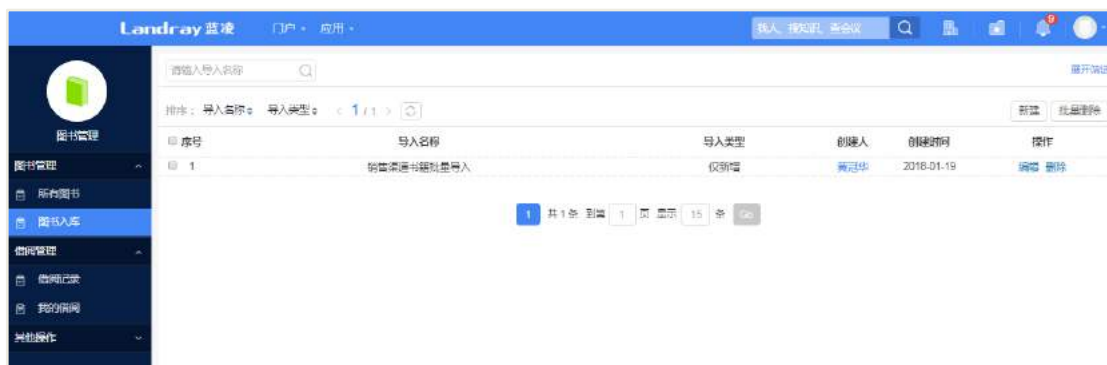 Landray 蓝凌 门户 应用 找人, 搜知识, 查会议 9
图书管理
图书管理
所有图书
图书入库
借阅管理
借阅记录
我的借阅
其他操作
请输入导入名称 展开筛选
排序: 导入名称 导入类型 < 1 / 1 > 新建 批量删除
序号 导入名称 导入类型 创建人 创建时间 操作
1 销售渠道书籍批量导入 仅新增 黄冠华 2018-01-19 编辑 删除
1 共1条 到第 1 页 显示 15 条 Go